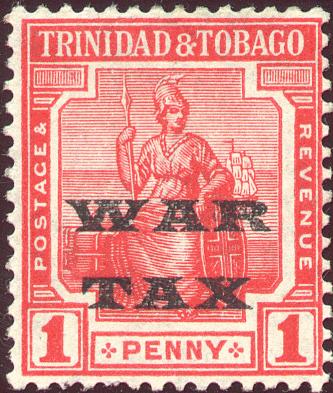 TRINIDAD & TOBAGO
POSTAGE &
REVENUE
WAR
TAX
1 PENNY 1